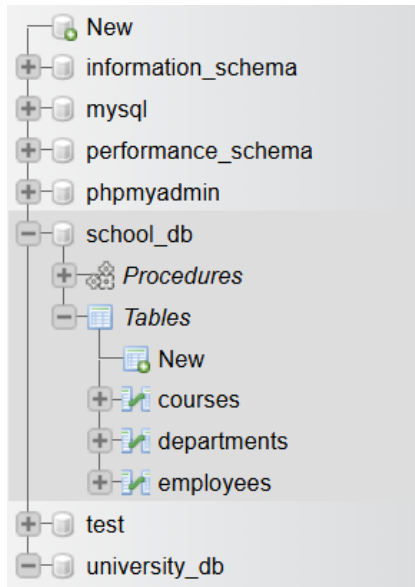 New
information_schema
mysql
performance_schema
phpmyadmin
school_db
Procedures
Tables
New
courses
departments
employees
test
university_db